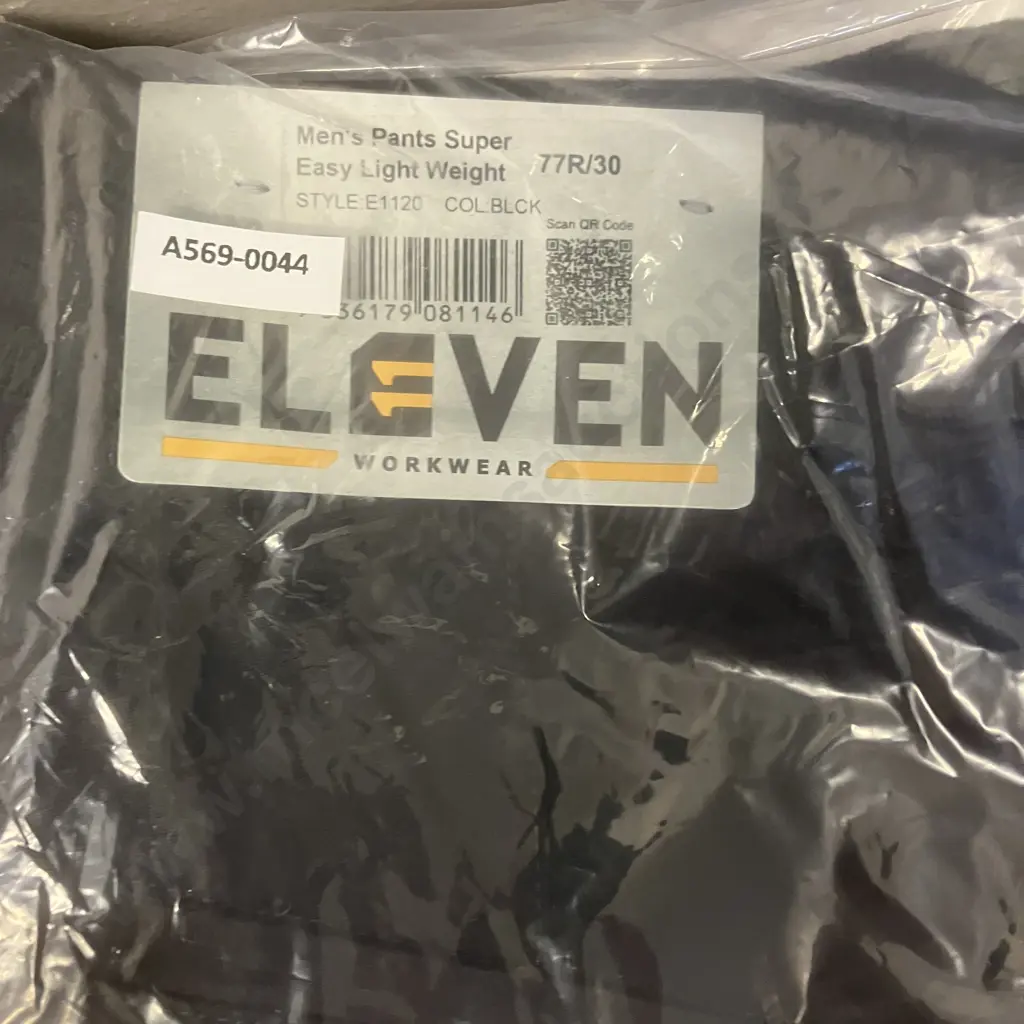 Men's Pants Super
Easy Light Weight
77R/30
STYLE:E1120 COL:BLCK
Scan QR Code
A569-0044
36179 081146
ELEVEN
11
WORKWEAR